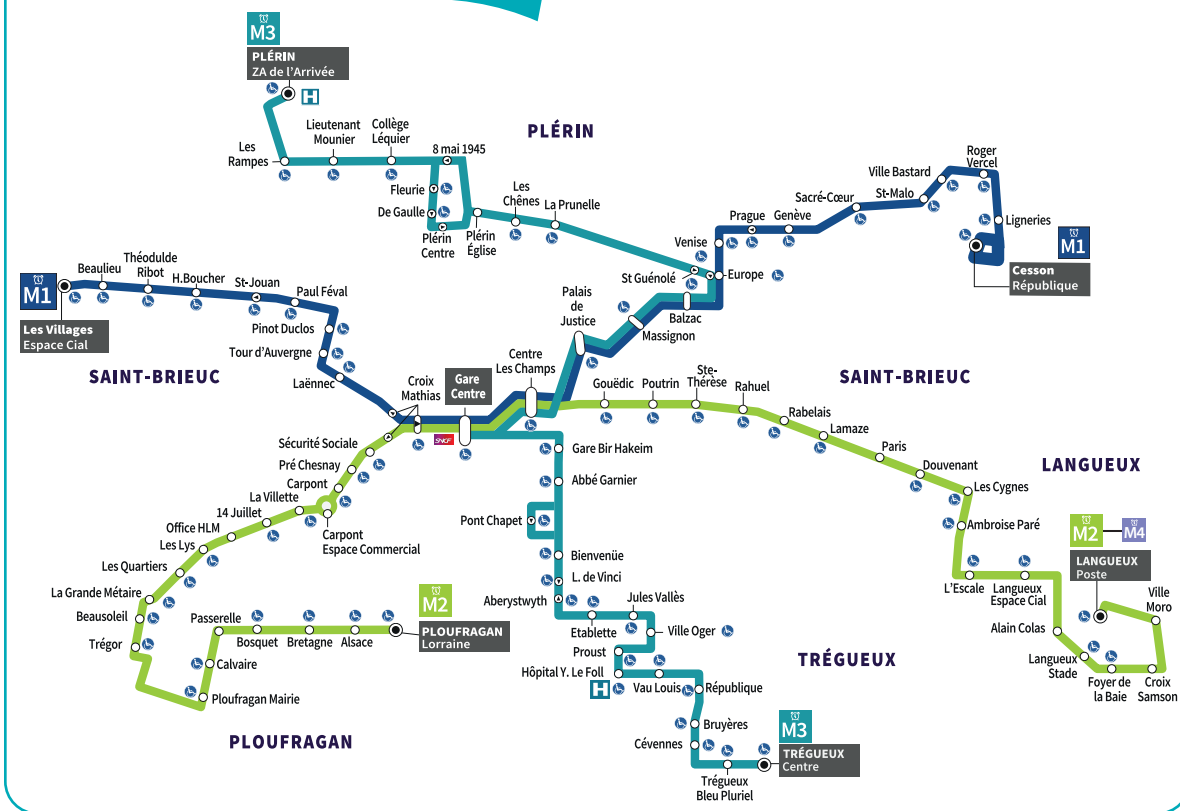 M3
PLÉRIN
ZA de l'Arrivée
H
Les
Rampes
Lieutenant
Mounier
Collège
Léquier
8 mai 1945
PLÉRIN
Fleurie
De Gaulle
Plérin
Centre
Plérin
Église
Les
Chênes
La Prunelle
St Guénolé
Venise
Europe
Prague
Genève
Sacré-Cœur
St-Malo
Ville Bastard
Roger
Vercel
Ligneries
M1
Cesson
République
M1
Les Villages
Espace Cial
Beaulieu
Théodulde
Ribot
H.Boucher
St-Jouan
Paul Féval
Pinot Duclos
Tour d'Auvergne
Laënnec
SAINT-BRIEUC
Croix
Mathias
Gare
Centre
SNCF
Centre
Les Champs
Palais
de
Justice
Massignon
Balzac
SAINT-BRIEUC
Gouëdic
Poutrin
Ste-
Thérèse
Rahuel
Rabelais
Lamaze
Paris
Douvenant
Les Cygnes
LANGUEUX
Ambroise Paré
L'Escale
Langueux
Espace Cial
Alain Colas
Langueux
Stade
Foyer de
la Baie
Croix
Samson
Ville
Moro
M2
M4
LANGUEUX
Poste
Sécurité Sociale
Pré Chesnay
Carpont
La Villette
Carpont
Espace Commercial
14 Juillet
Office HLM
Les Lys
Les Quartiers
La Grande Métaire
Beausoleil
Trégor
Passerelle
Calvaire
Ploufragan Mairie
Bosquet
Bretagne
Alsace
M2
PLOUFRAGAN
Lorraine
PLOUFRAGAN
Gare Bir Hakeim
Abbé Garnier
Pont Chapet
Bienvenüe
L. de Vinci
Aberystwyth
Etablette
Jules Vallès
Ville Oger
Proust
Hôpital Y. Le Foll
H
Vau Louis
République
Bruyères
Cévennes
Trégueux
Bleu Pluriel
TRÉGUEUX
M3
TRÉGUEUX
Centre